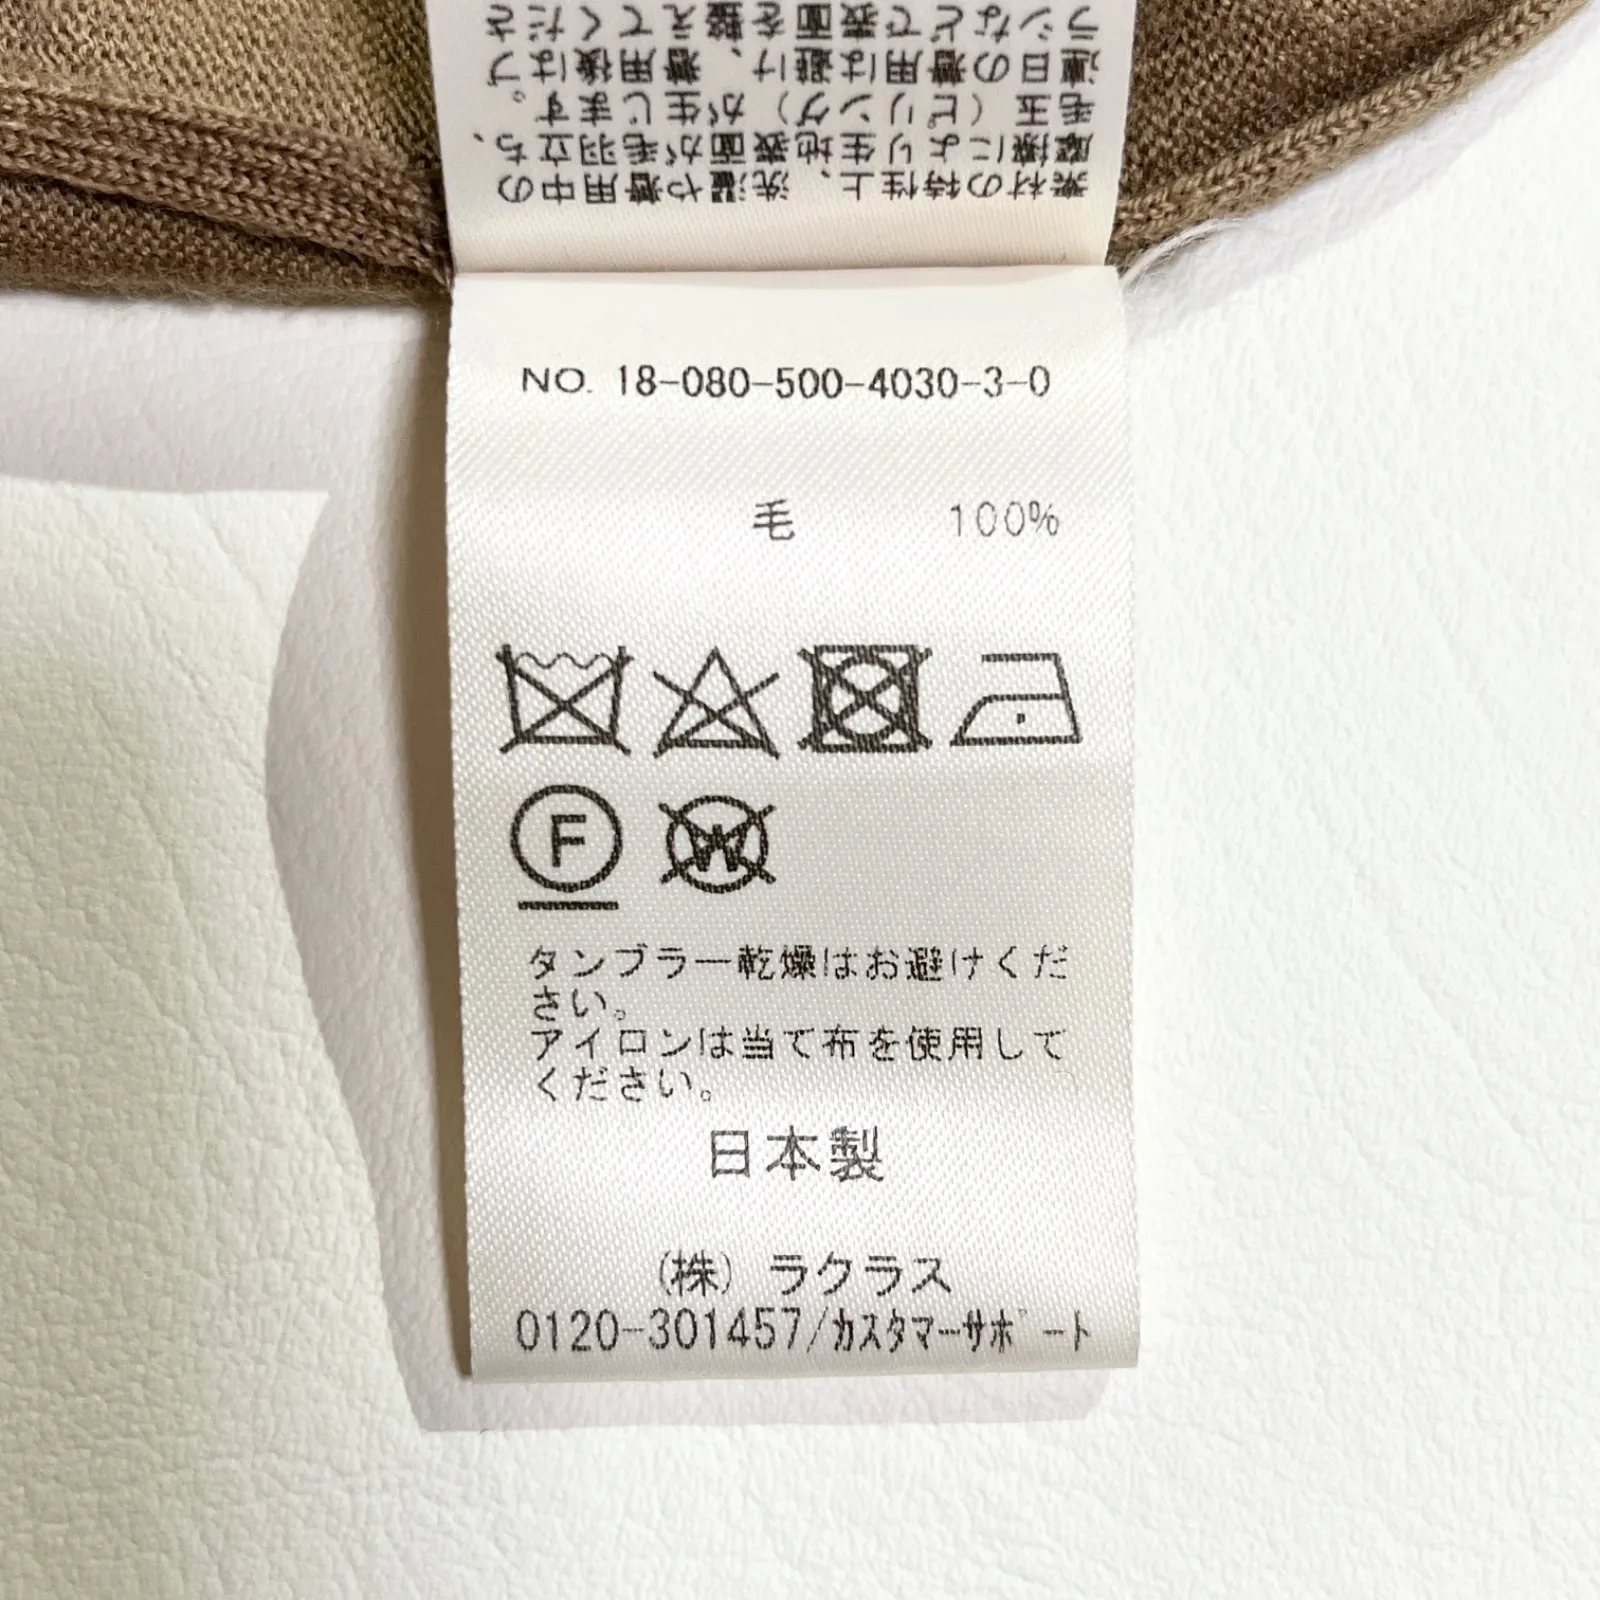 素材の特性上、洗濯や着用中の
摩擦により生地表面が毛羽立ち、
毛玉(ピリング)が生じます。
連日の着用は避け、着用後はブ
ラシなどで表面を整えてくださ
NO. 18-080-500-4030-3-0
毛 100%
F
W
タンブラー乾燥はお避けくだ
さい。
アイロンは当て布を使用して
ください。
日本製
(株) ラクラス
0120-301457/カスタマーサポート